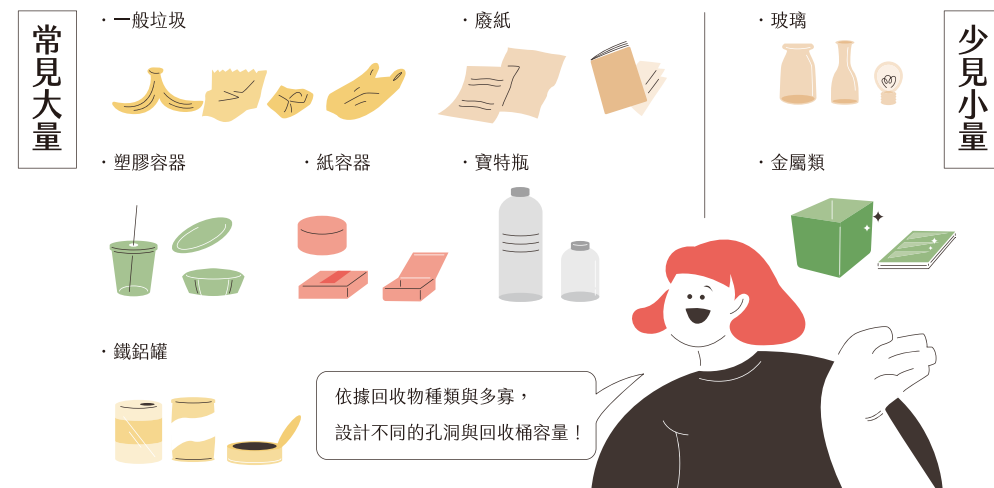 常見大量
・一般垃圾
・廢紙
・塑膠容器
・紙容器
・寶特瓶
・鐵鋁罐
少見小量
・玻璃
・金屬類
依據回收物種類與多寡，
設計不同的孔洞與回收桶容量！